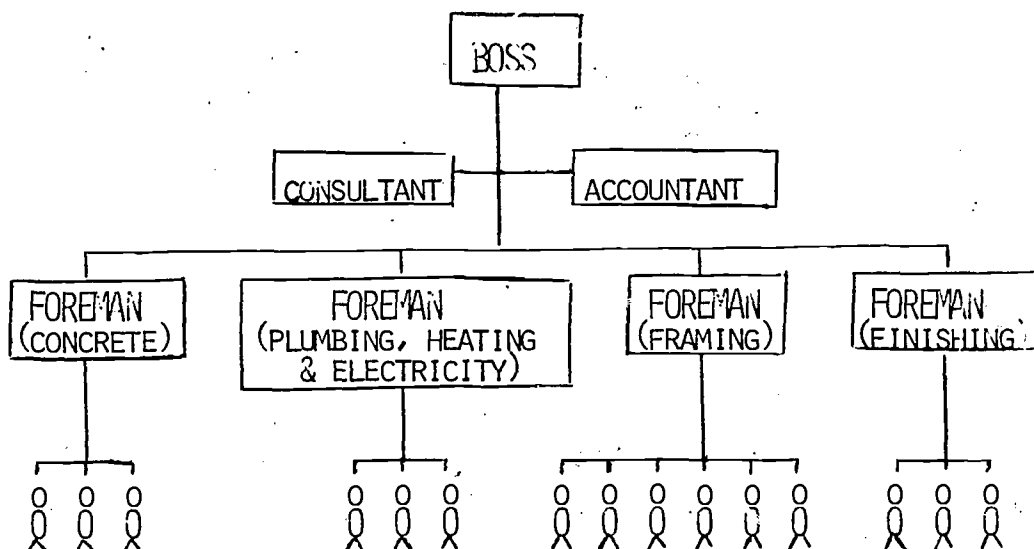 BOSS
CONSULTANT
ACCOUNTANT
FOREMAN
(CONCRETE)
FOREMAN
(PLUMBING, HEATING
& ELECTRICITY)
FOREMAN
(FRAMING)
FOREMAN
(FINISHING)